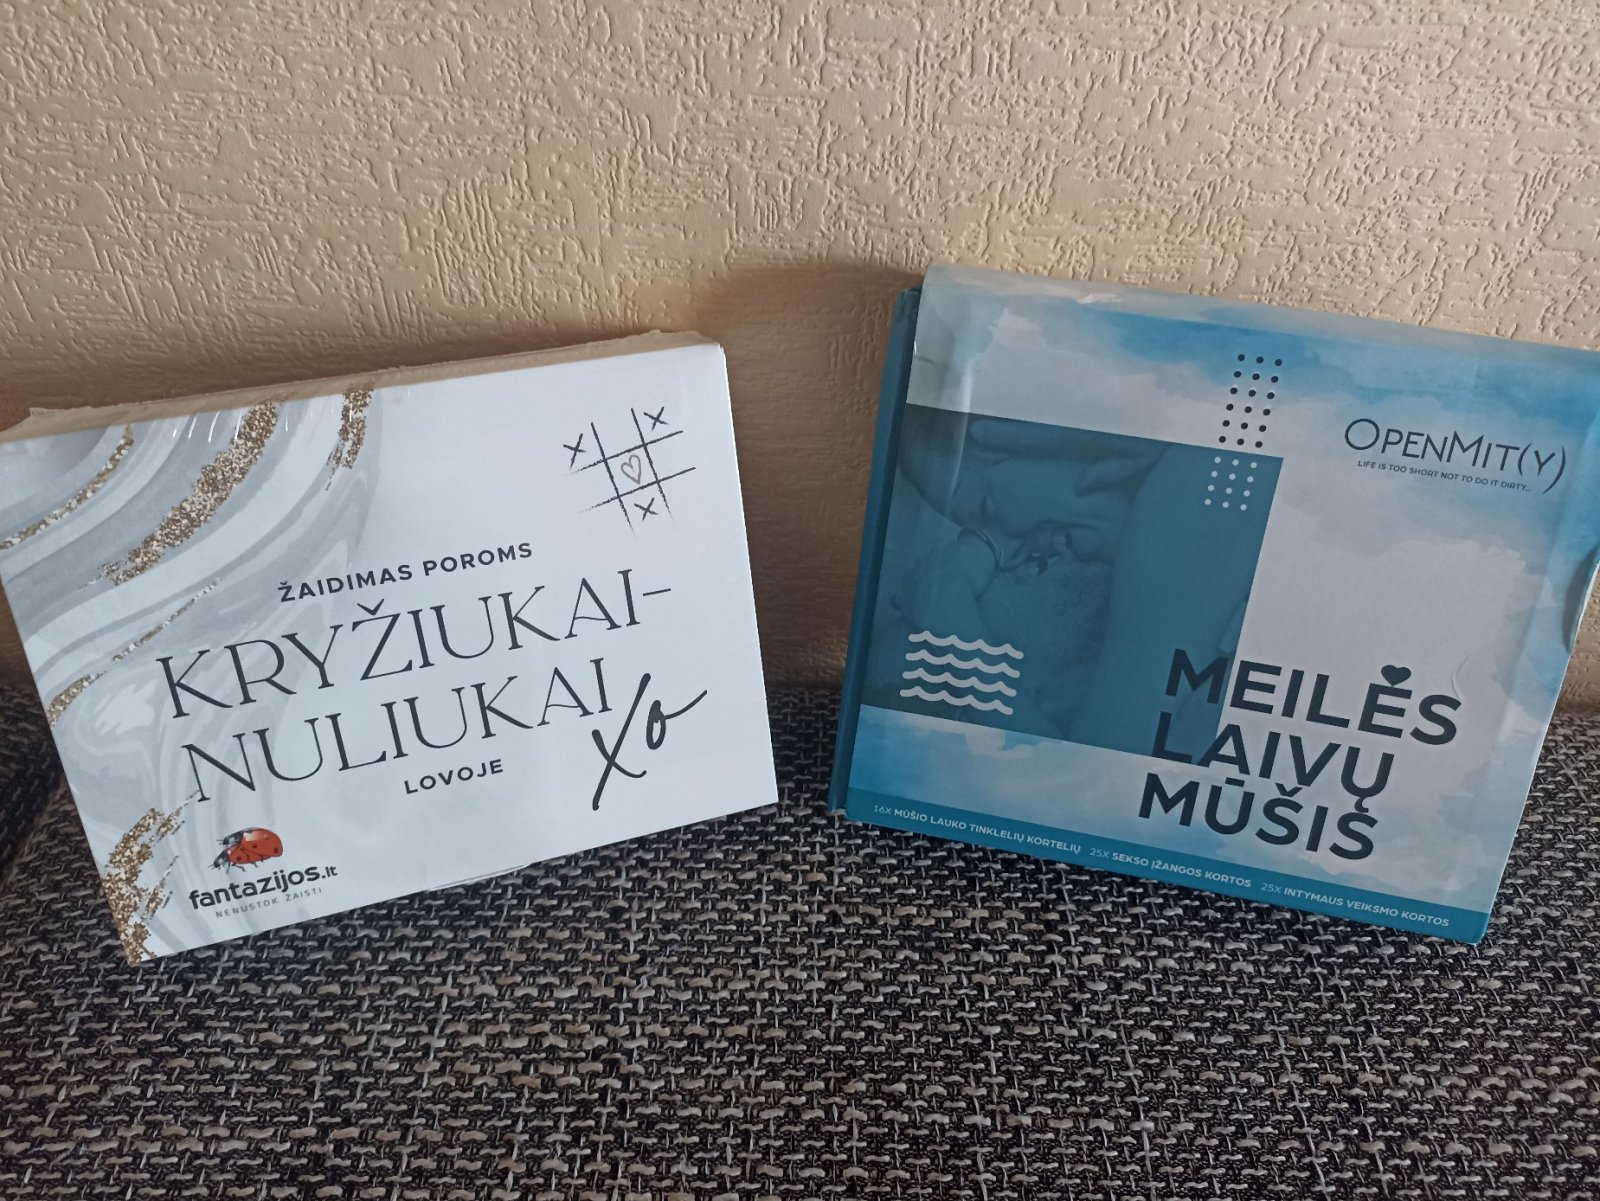 ŽAIDIMAS POROMS
KRYŽIUKAI-
NULIUKAI
XO
LOVOJE
fantazijos.lt
NENUSTOK ŽAISTI
OPENMIT(Y)
LIFE IS TOO SHORT NOT TO DO IT DIRTY...
MEILĖS
LAIVŲ
MŪŠIS
16X MŪŠIO LAUKO TINKLELIŲ KORTELIŲ 25X SEKSO ĮŽANGOS KORTOS 25X INTYMAUS VEIKSMO KORTOS